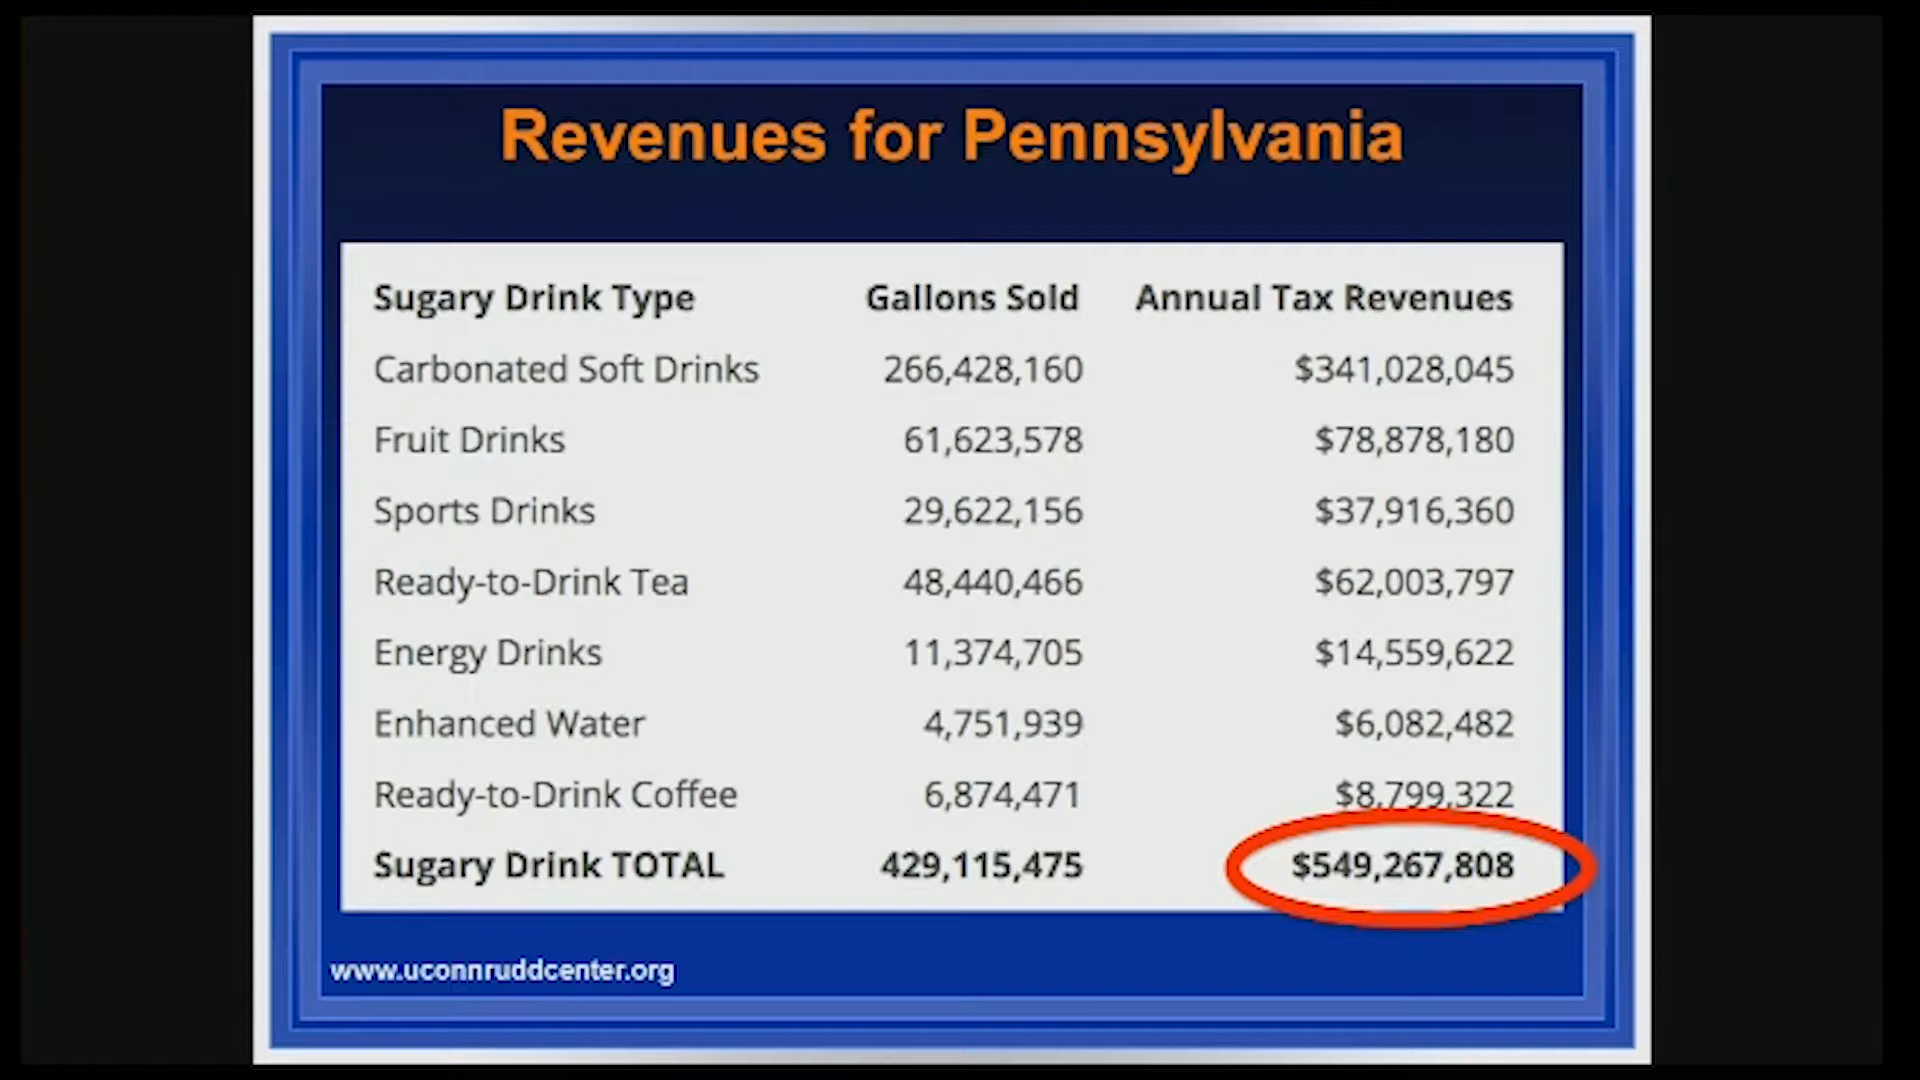 Revenues for Pennsylvania
Sugary Drink Type Gallons Sold Annual Tax Revenues
Carbonated Soft Drinks 266,428,160 $341,028,045
Fruit Drinks 61,623,578 $78,878,180
Sports Drinks 29,622,156 $37,916,360
Ready-to-Drink Tea 48,440,466 $62,003,797
Energy Drinks 11,374,705 $14,559,622
Enhanced Water 4,751,939 $6,082,482
Ready-to-Drink Coffee 6,874,471 $8,799,322
Sugary Drink TOTAL 429,115,475 $549,267,808
www.uconnruddcenter.org